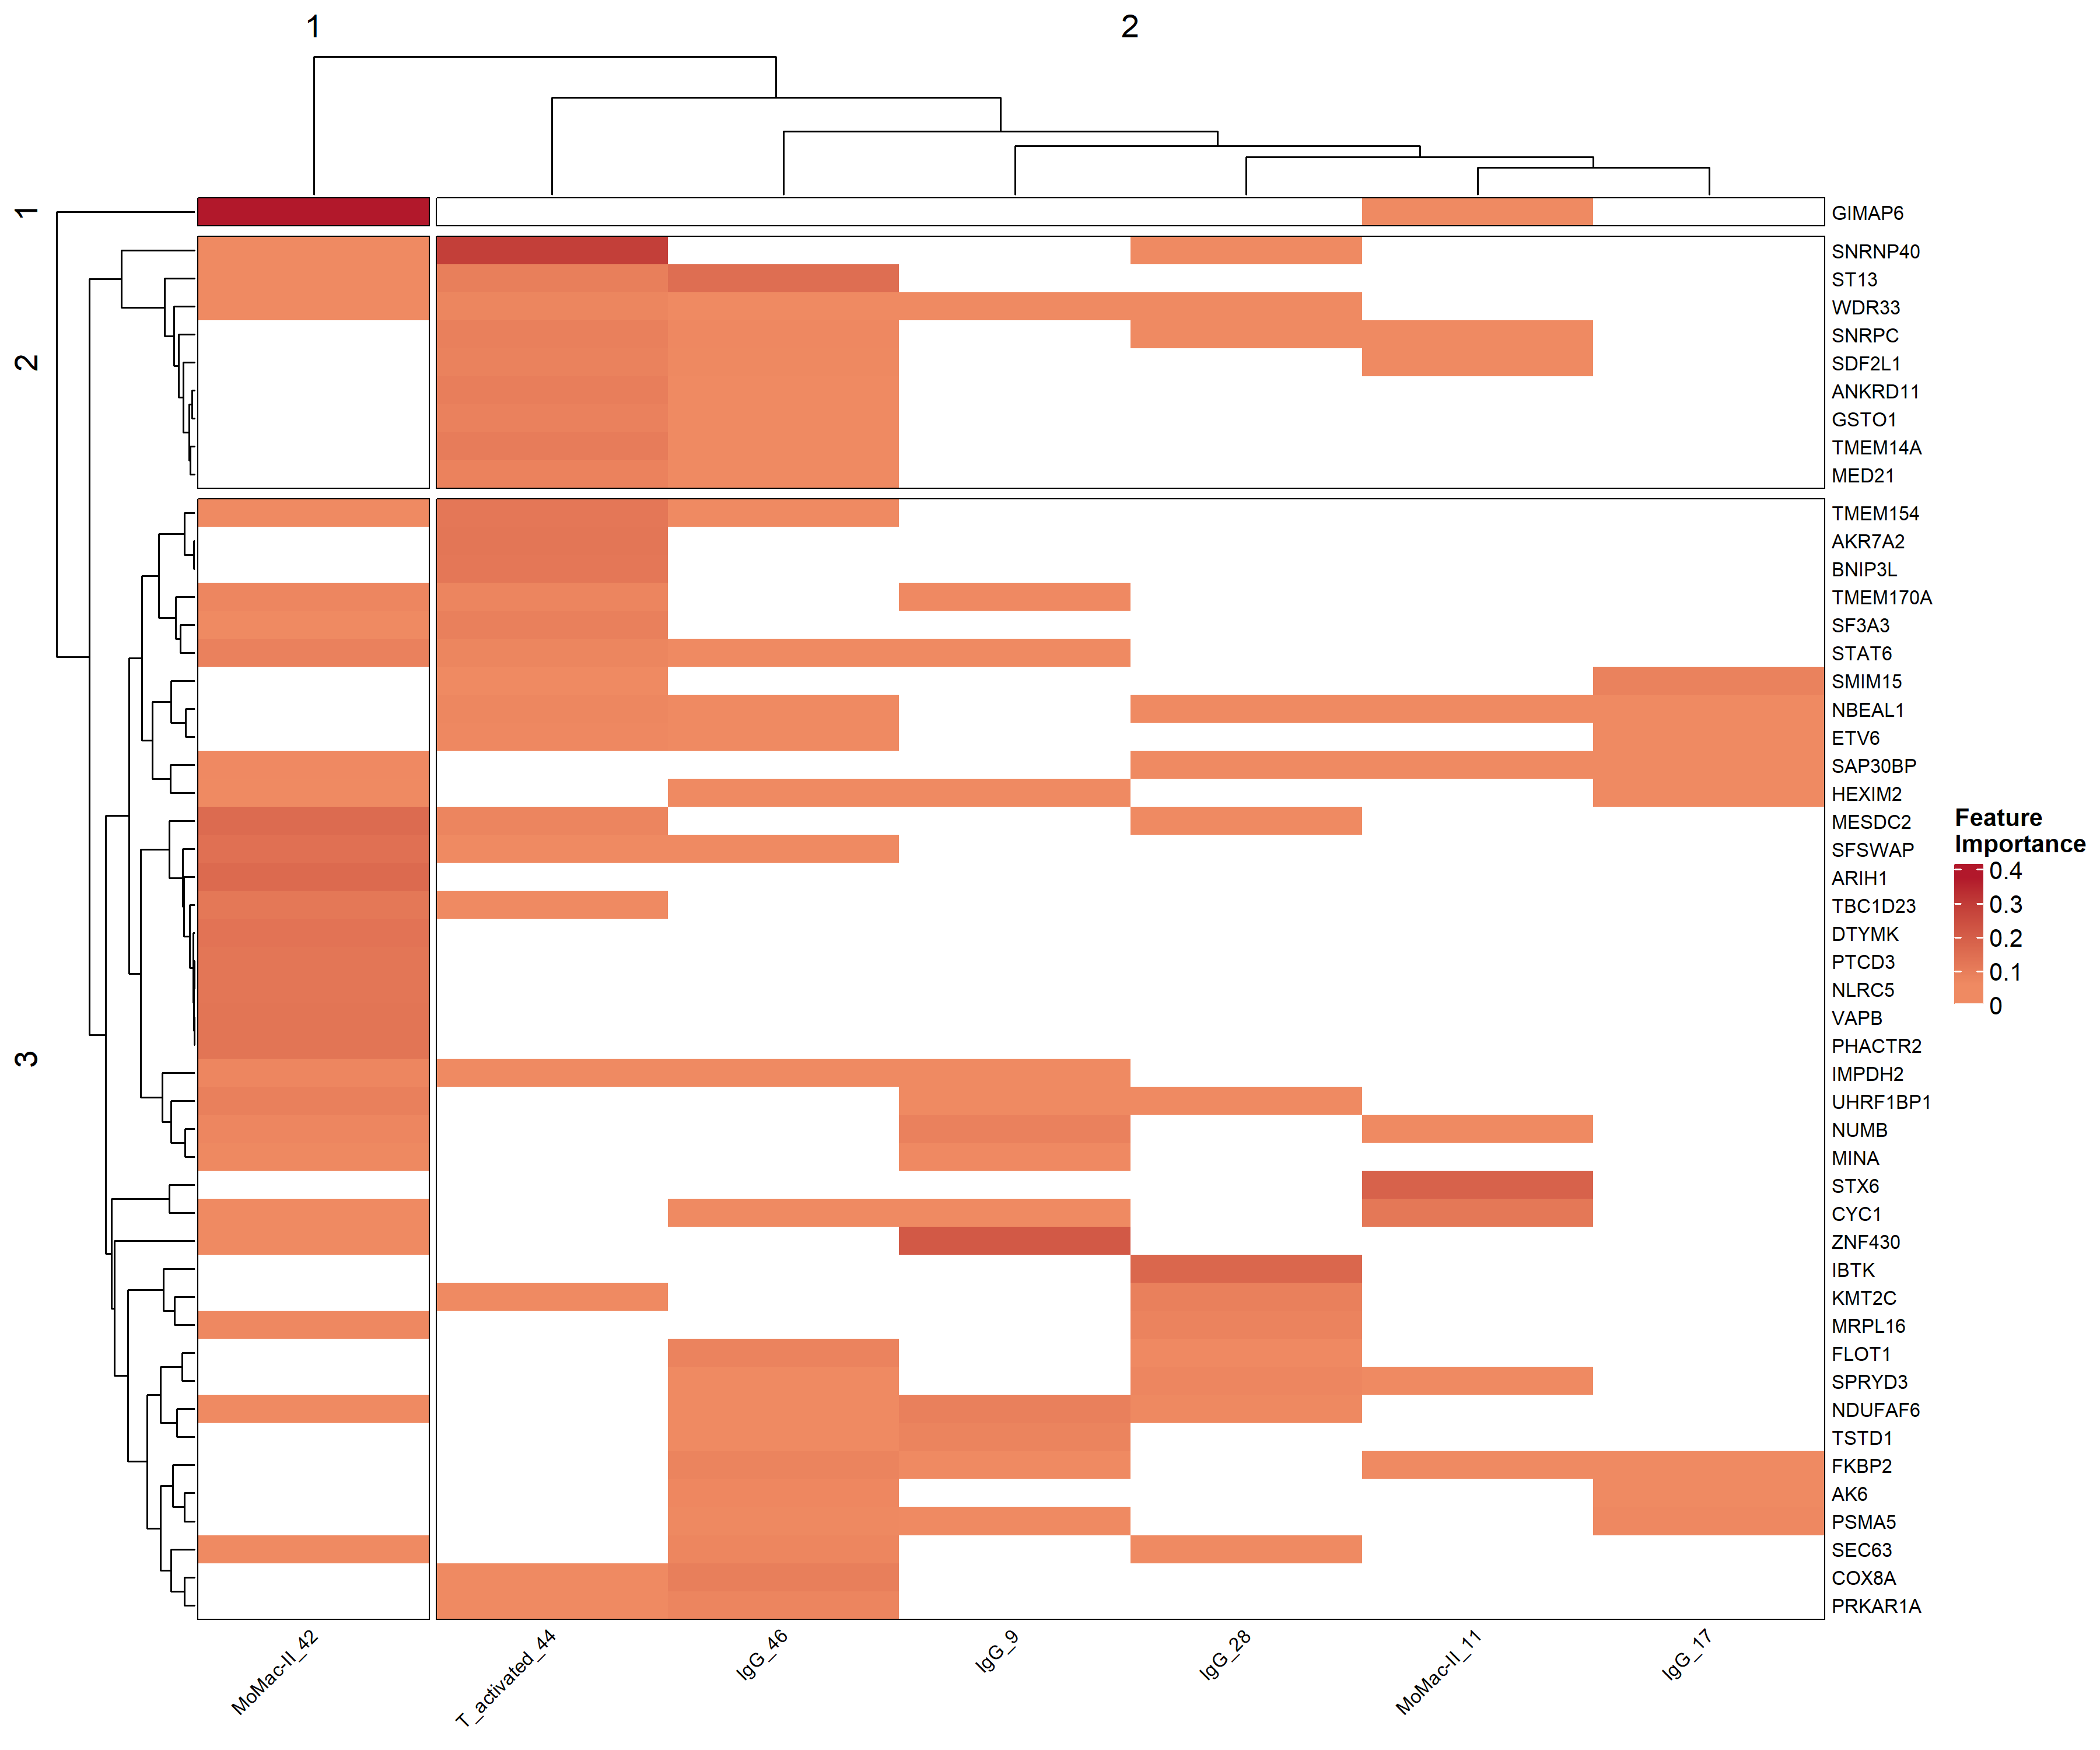 1
2
1
GIMAP6
SNRNP40
ST13
WDR33
SNRPC
2
SDF2L1
ANKRD11
GSTO1
TMEM14A
MED21
TMEM154
AKR7A2
BNIP3L
TMEM170A
SF3A3
STAT6
SMIM15
NBEAL1
ETV6
SAP30BP
HEXIM2
MESDC2
SFSWAP
ARIH1
TBC1D23
DTYMK
PTCD3
NLRC5
VAPB
PHACTR2
3
IMPDH2
UHRF1BP1
NUMB
MINA
STX6
CYC1
ZNF430
IBTK
KMT2C
MRPL16
FLOT1
SPRYD3
NDUFAF6
TSTD1
FKBP2
AK6
PSMA5
SEC63
COX8A
PRKAR1A
Feature
Importance
0.4
0.3
0.2
0.1
0
MoMac-II_42
T_activated_44
IgG_46
IgG_9
IgG_28
MoMac-II_11
IgG_17